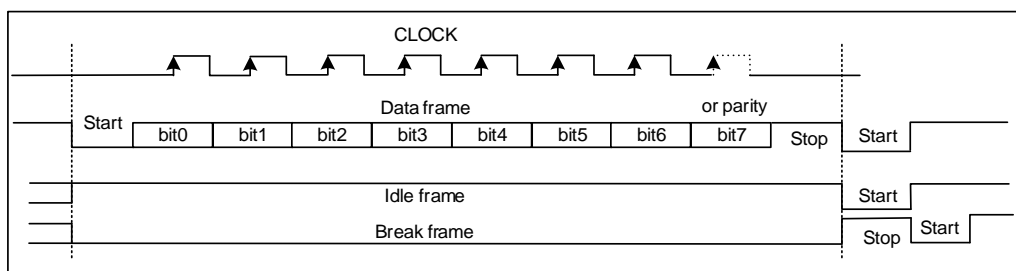 CLOCK
Data frame
or parity
Start bit0 bit1 bit2 bit3 bit4 bit5 bit6 bit7 Stop Start
Idle frame Start
Break frame Stop Start